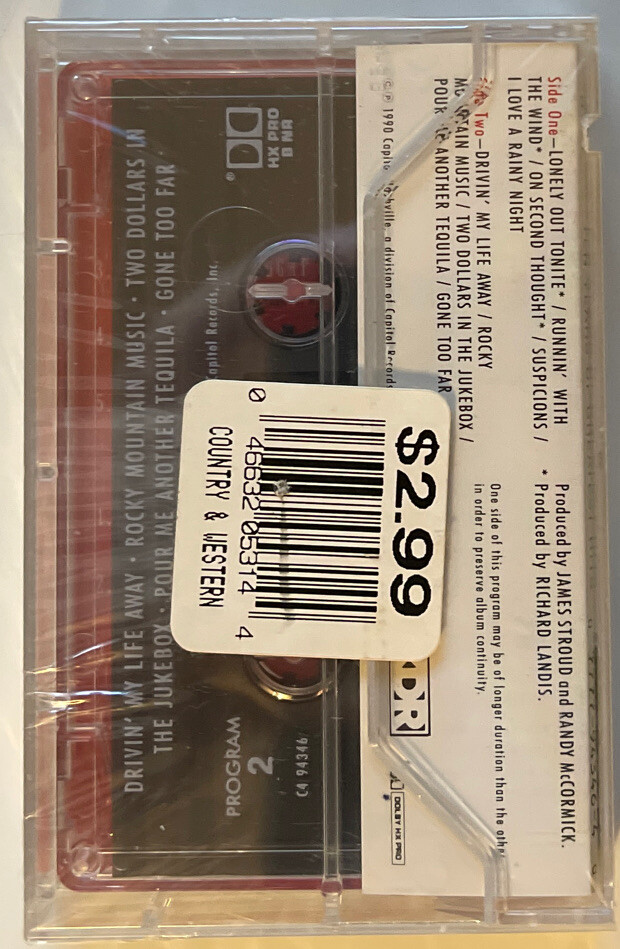 Side One—LONELY OUT TONITE* / RUNNIN' WITH
THE WIND* / ON SECOND THOUGHT* / SUSPICIONS /
I LOVE A RAINY NIGHT
Side Two—DRIVIN' MY LIFE AWAY / ROCKY
MOUNTAIN MUSIC / TWO DOLLARS IN THE JUKEBOX /
POUR ME ANOTHER TEQUILA / GONE TOO FAR
Produced by JAMES STROUD and RANDY McCORMICK.
* Produced by RICHARD LANDIS.
One side of this program may be of longer duration than the other
in order to preserve album continuity.
© ℗ 1990 Capitol Nashville, a division of Capitol Records
DOLBY HX PRO
$2.99
0 46632 05314 4
COUNTRY & WESTERN
HX PRO
B NR
Capitol Records, Inc.
DRIVIN' MY LIFE AWAY · ROCKY MOUNTAIN MUSIC · TWO DOLLARS IN
THE JUKEBOX · POUR ME ANOTHER TEQUILA · GONE TOO FAR
PROGRAM
2
C4 94346